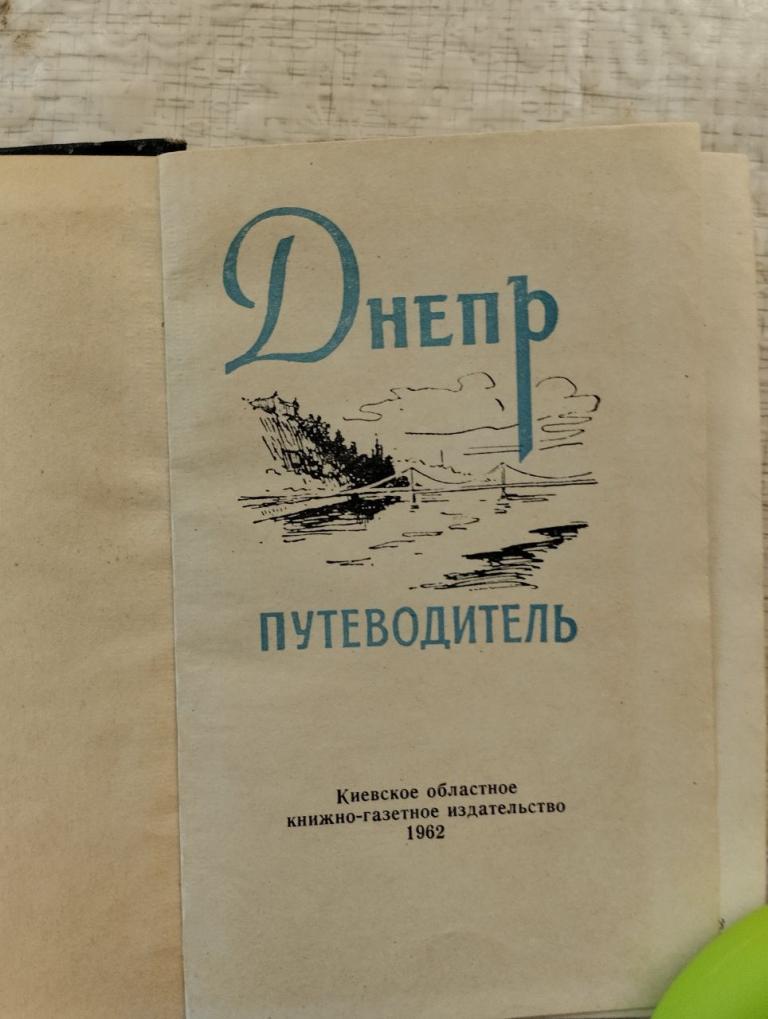 Днепр
ПУТЕВОДИТЕЛЬ
Киевское областное
книжно-газетное издательство
1962